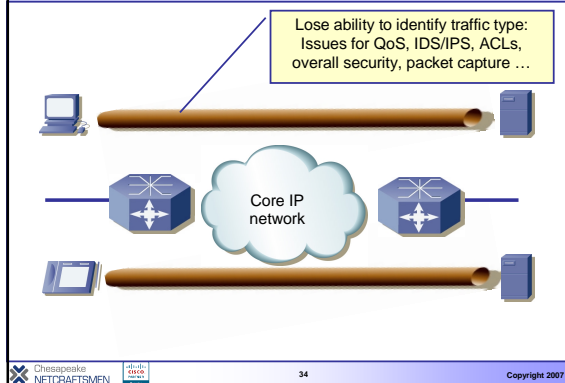 Lose ability to identify traffic type:
Issues for QoS, IDS/IPS, ACLs,
overall security, packet capture …
Core IP
network
Chesapeake
NETCRAFTSMEN
CISCO
34
Copyright 2007